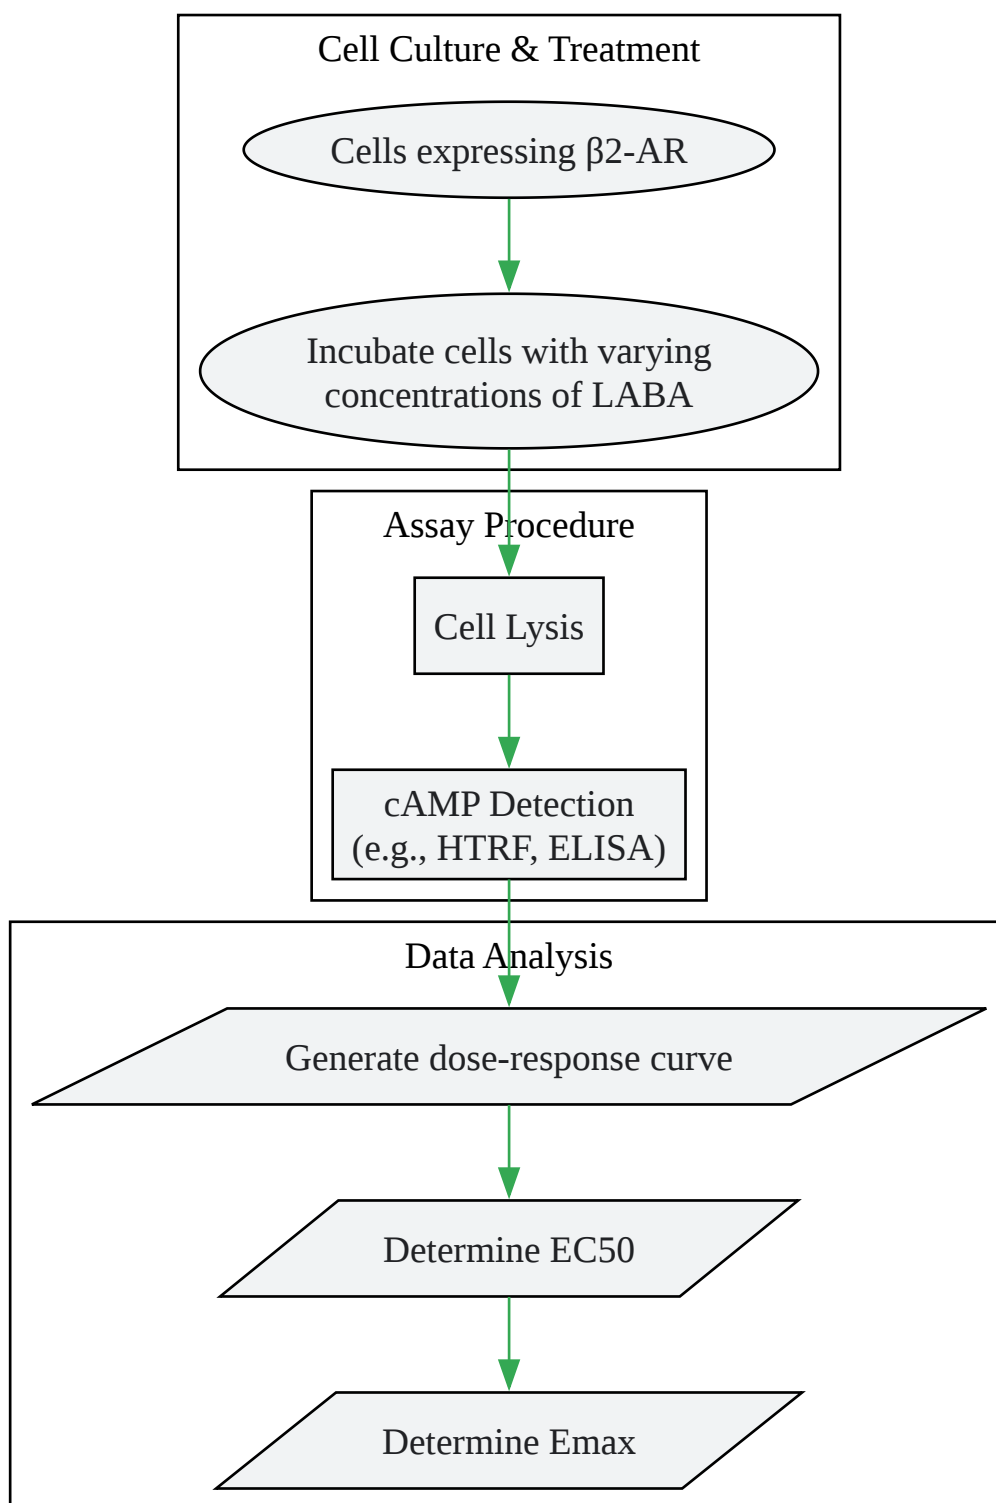 Cell Culture & Treatment
Cells expressing β2-AR
Incubate cells with varying
concentrations of LABA
Assay Procedure
Cell Lysis
cAMP Detection
(e.g., HTRF, ELISA)
Data Analysis
Generate dose-response curve
Determine EC50
Determine Emax